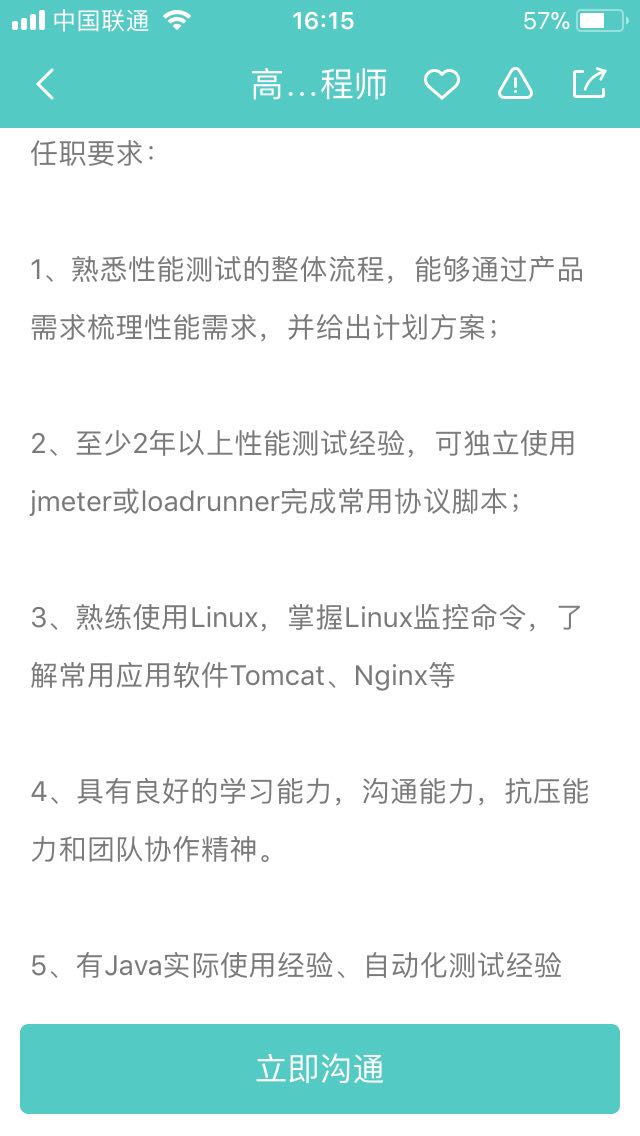 中国联通
16:15
57%
高...程师
任职要求：
1、熟悉性能测试的整体流程，能够通过产品
需求梳理性能需求，并给出计划方案；
2、至少2年以上性能测试经验，可独立使用
jmeter或loadrunner完成常用协议脚本；
3、熟练使用Linux，掌握Linux监控命令，了
解常用应用软件Tomcat、Nginx等
4、具有良好的学习能力，沟通能力，抗压能
力和团队协作精神。
5、有Java实际使用经验、自动化测试经验
立即沟通